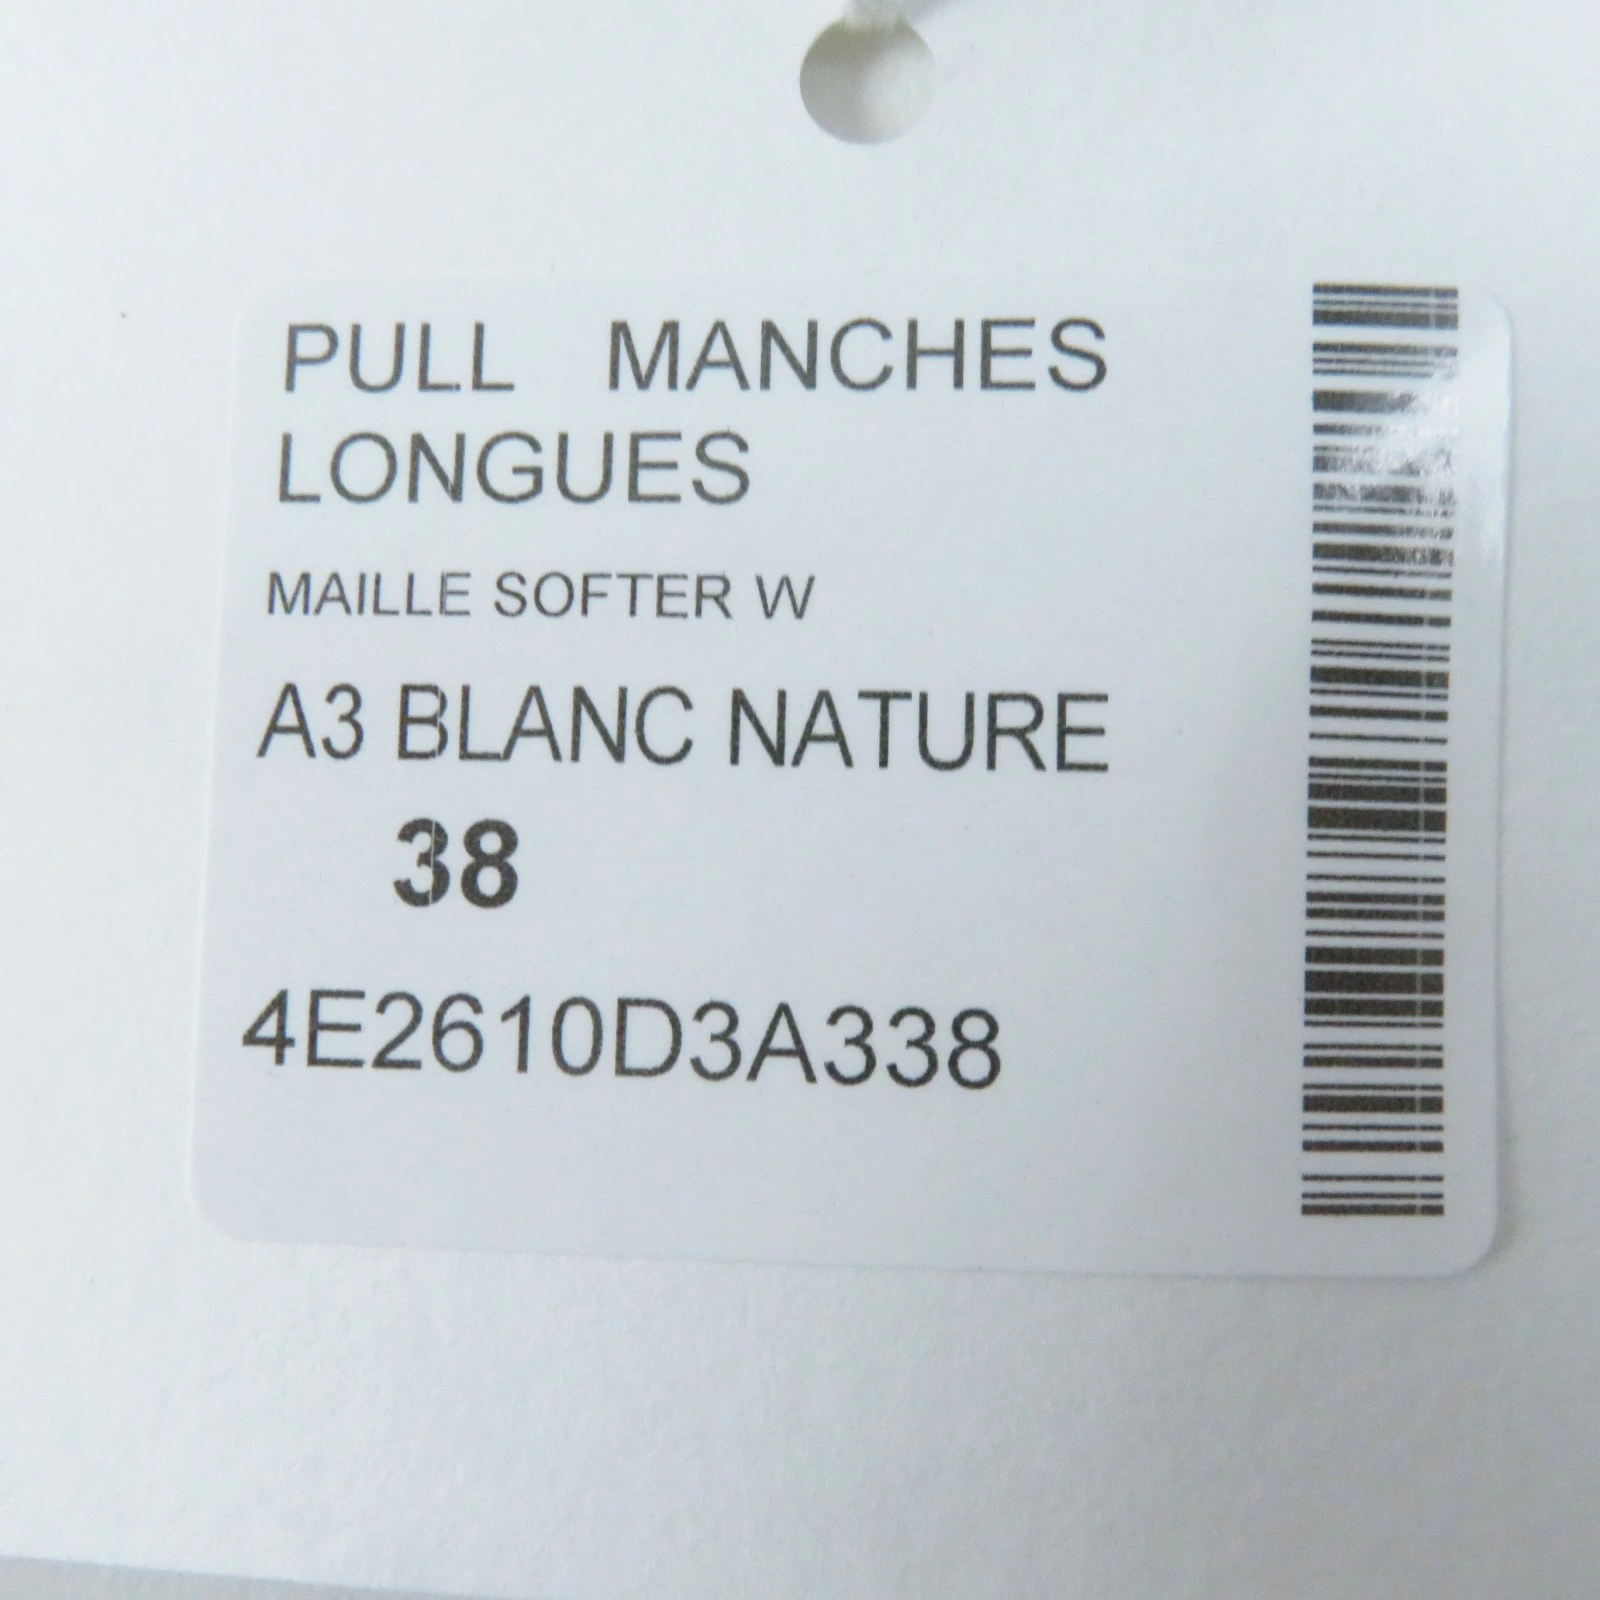 PULL MANCHES
LONGUES
MAILLE SOFTER W
A3 BLANC NATURE
38
4E2610D3A338